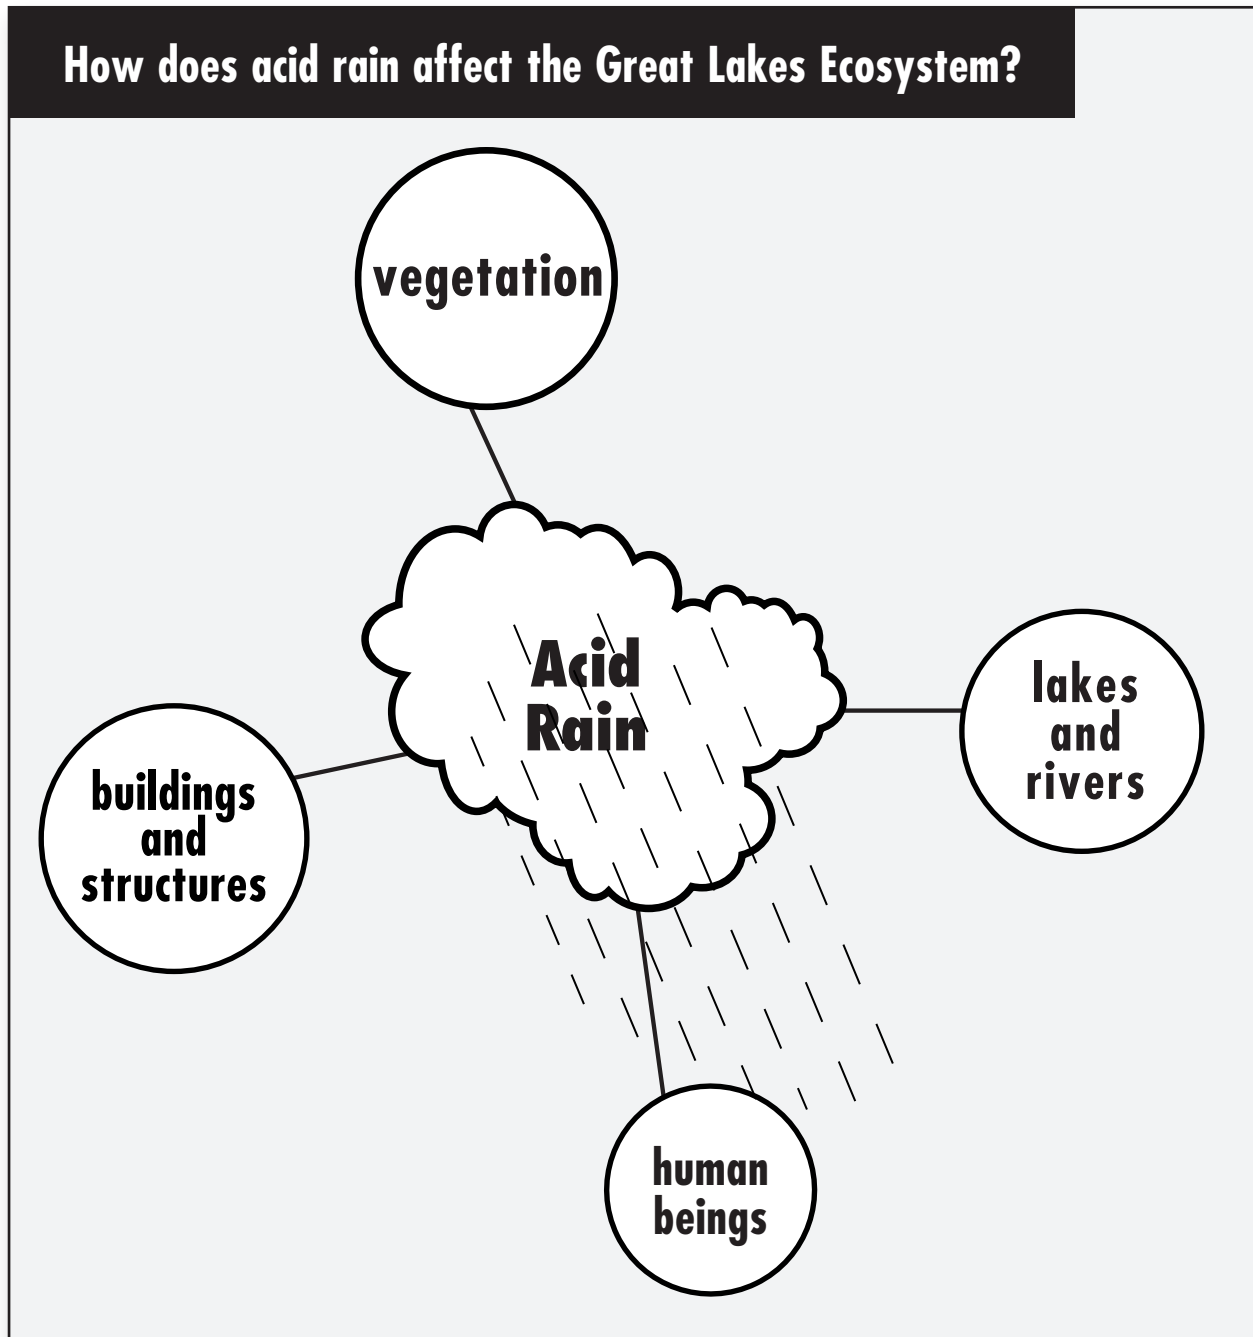 How does acid rain affect the Great Lakes Ecosystem?
vegetation
Acid
Rain
lakes
and
rivers
buildings
and
structures
human
beings